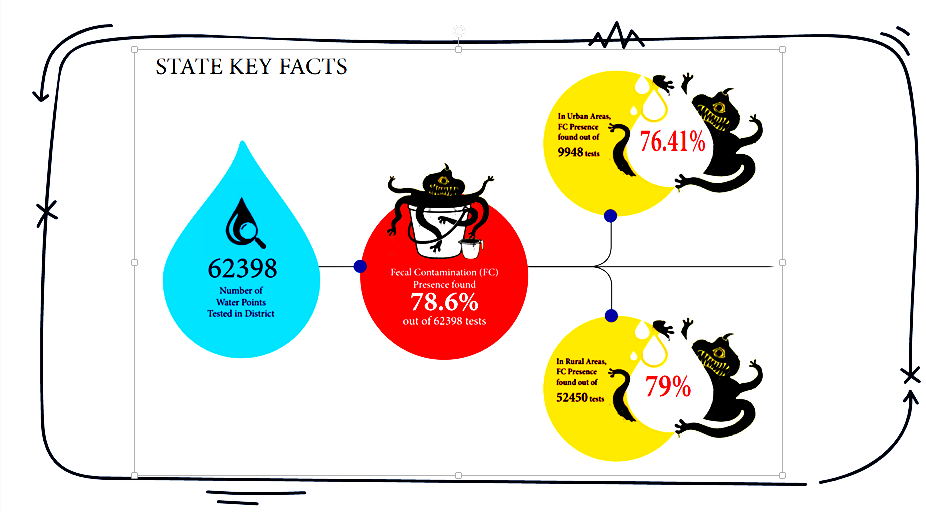 STATE KEY FACTS
62398
Number of
Water Points
Tested in District
Fecal Contamination (FC)
Presence found
78.6%
out of 62398 tests
In Urban Areas,
FC Presence
found out of
9948 tests
76.41%
In Rural Areas,
FC Presence
found out of
52450 tests
79%